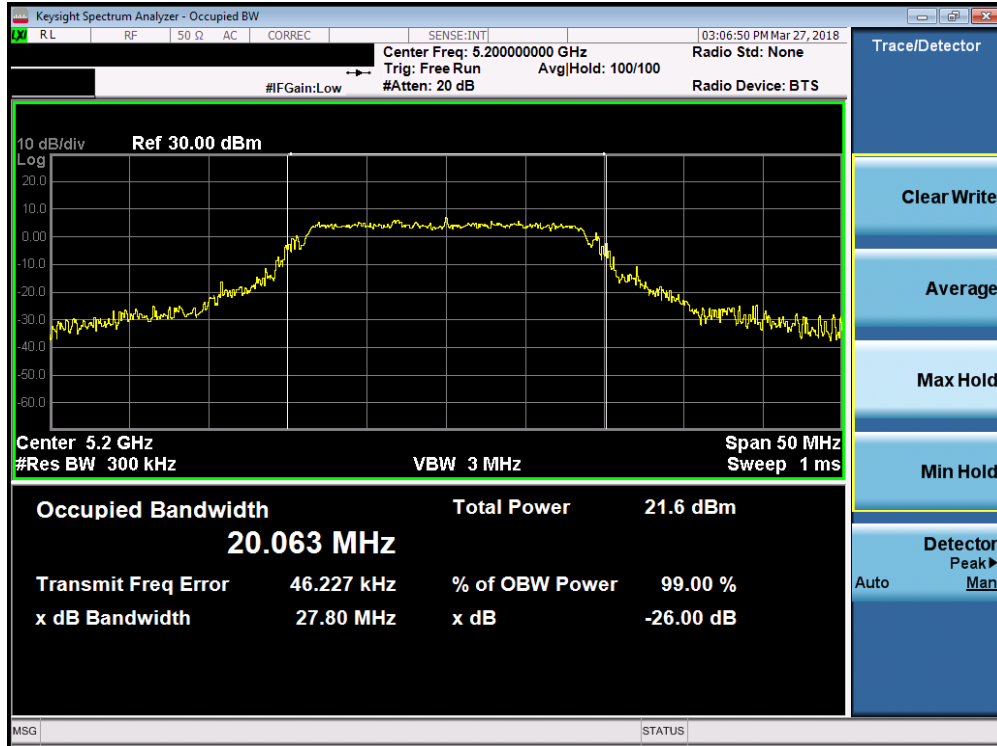 Keysight Spectrum Analyzer - Occupied BW
LXI RL RF 50 Ω AC CORREC SENSE:INT 03:06:50 PM Mar 27, 2018
Center Freq: 5.200000000 GHz Radio Std: None
Trig: Free Run Avg|Hold: 100/100
#IFGain:Low #Atten: 20 dB Radio Device: BTS
10 dB/div Ref 30.00 dBm
Log
20.0
10.0
0.00
-10.0
-20.0
-30.0
-40.0
-50.0
-60.0
Center 5.2 GHz Span 50 MHz
#Res BW 300 kHz VBW 3 MHz Sweep 1 ms
Occupied Bandwidth Total Power 21.6 dBm
20.063 MHz
Transmit Freq Error 46.227 kHz % of OBW Power 99.00 %
x dB Bandwidth 27.80 MHz x dB -26.00 dB
MSG STATUS
Trace/Detector
Clear Write
Average
Max Hold
Min Hold
Detector
Peak▶
Auto Man